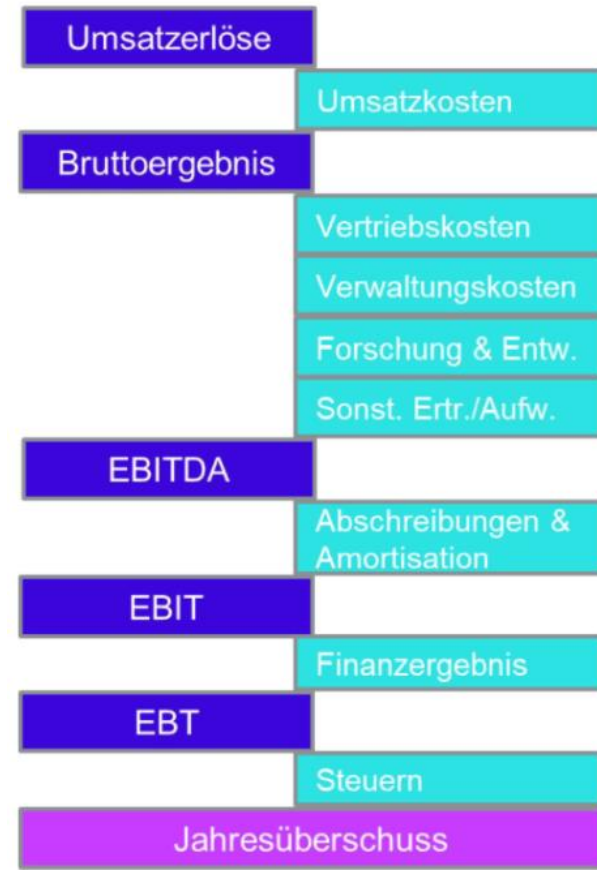 Umsatzerlöse
Umsatzkosten
Bruttoergebnis
Vertriebskosten
Verwaltungskosten
Forschung & Entw.
Sonst. Ertr./Aufw.
EBITDA
Abschreibungen &
Amortisation
EBIT
Finanzergebnis
EBT
Steuern
Jahresüberschuss